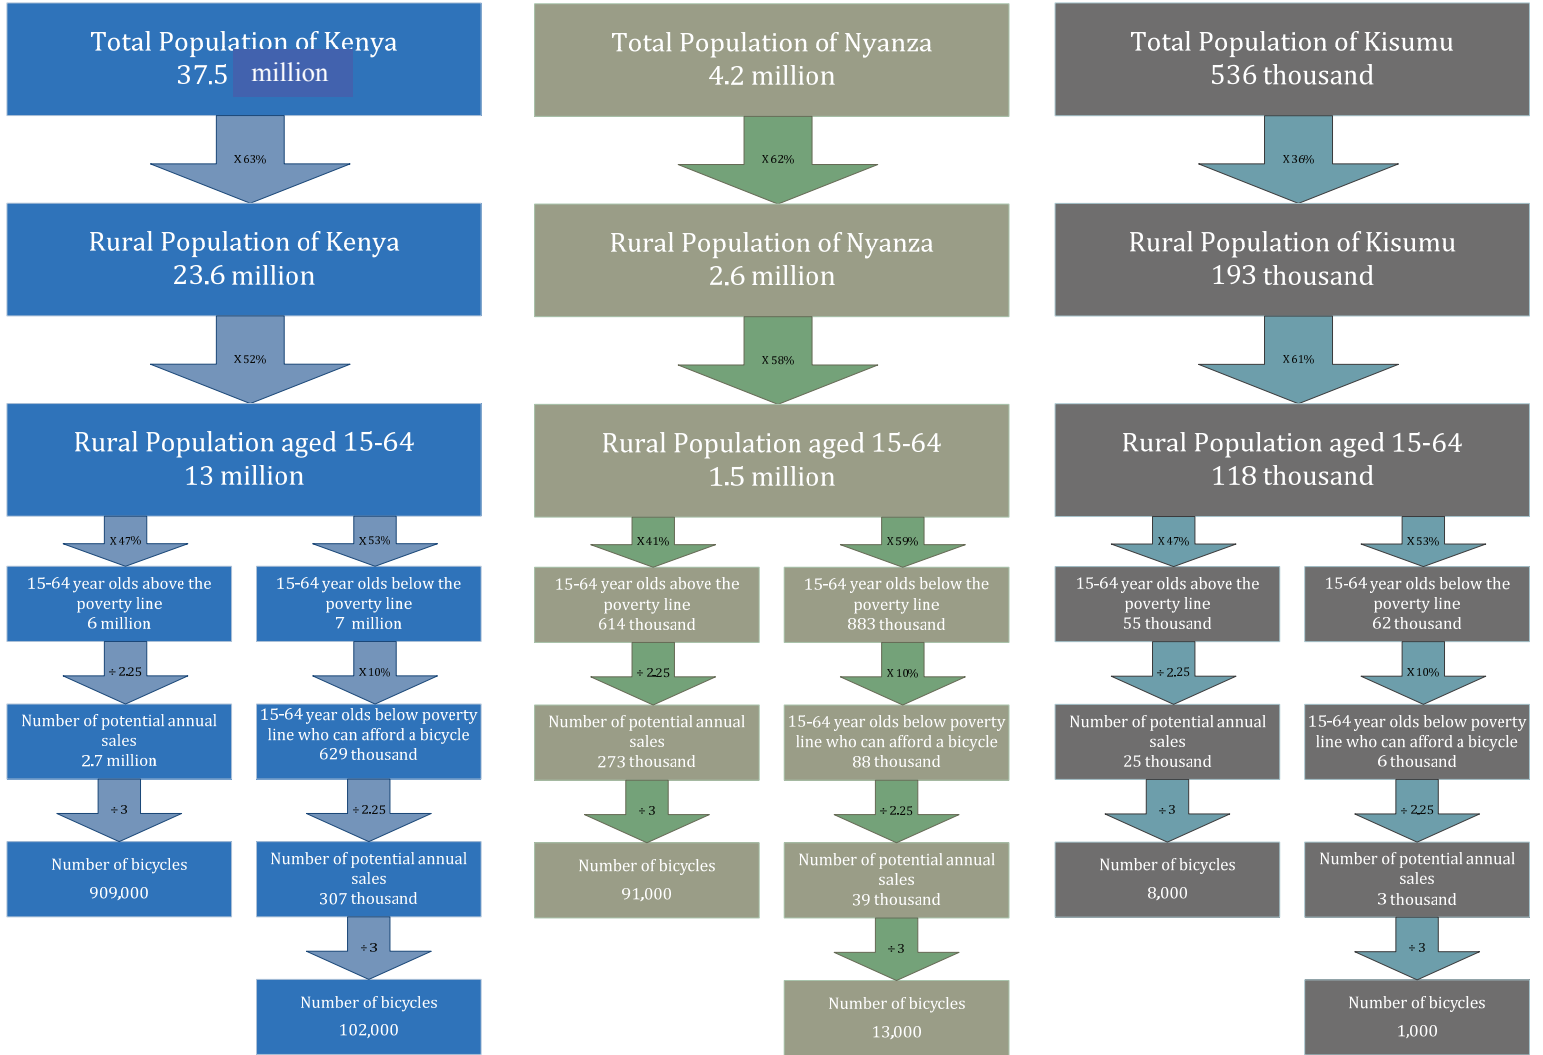 Total Population of Kenya
37.5 million
X 63%
Rural Population of Kenya
23.6 million
X 52%
Rural Population aged 15-64
13 million
X 47%
15-64 year olds above the
poverty line
6 million
÷ 2.25
Number of potential annual
sales
2.7 million
÷ 3
Number of bicycles
909,000
X 53%
15-64 year olds below the
poverty line
7 million
X 10%
15-64 year olds below poverty
line who can afford a bicycle
629 thousand
÷ 2.25
Number of potential annual
sales
307 thousand
÷ 3
Number of bicycles
102,000
Total Population of Nyanza
4.2 million
X 62%
Rural Population of Nyanza
2.6 million
X 58%
Rural Population aged 15-64
1.5 million
X 41%
15-64 year olds above the
poverty line
614 thousand
÷ 2.25
Number of potential annual
sales
273 thousand
÷ 3
Number of bicycles
91,000
X 59%
15-64 year olds below the
poverty line
883 thousand
X 10%
15-64 year olds below poverty
line who can afford a bicycle
88 thousand
÷ 2.25
Number of potential annual
sales
39 thousand
÷ 3
Number of bicycles
13,000
Total Population of Kisumu
536 thousand
X 36%
Rural Population of Kisumu
193 thousand
X 61%
Rural Population aged 15-64
118 thousand
X 47%
15-64 year olds above the
poverty line
55 thousand
÷ 2.25
Number of potential annual
sales
25 thousand
÷ 3
Number of bicycles
8,000
X 53%
15-64 year olds below the
poverty line
62 thousand
X 10%
15-64 year olds below poverty
line who can afford a bicycle
6 thousand
÷ 2.25
Number of potential annual
sales
3 thousand
÷ 3
Number of bicycles
1,000